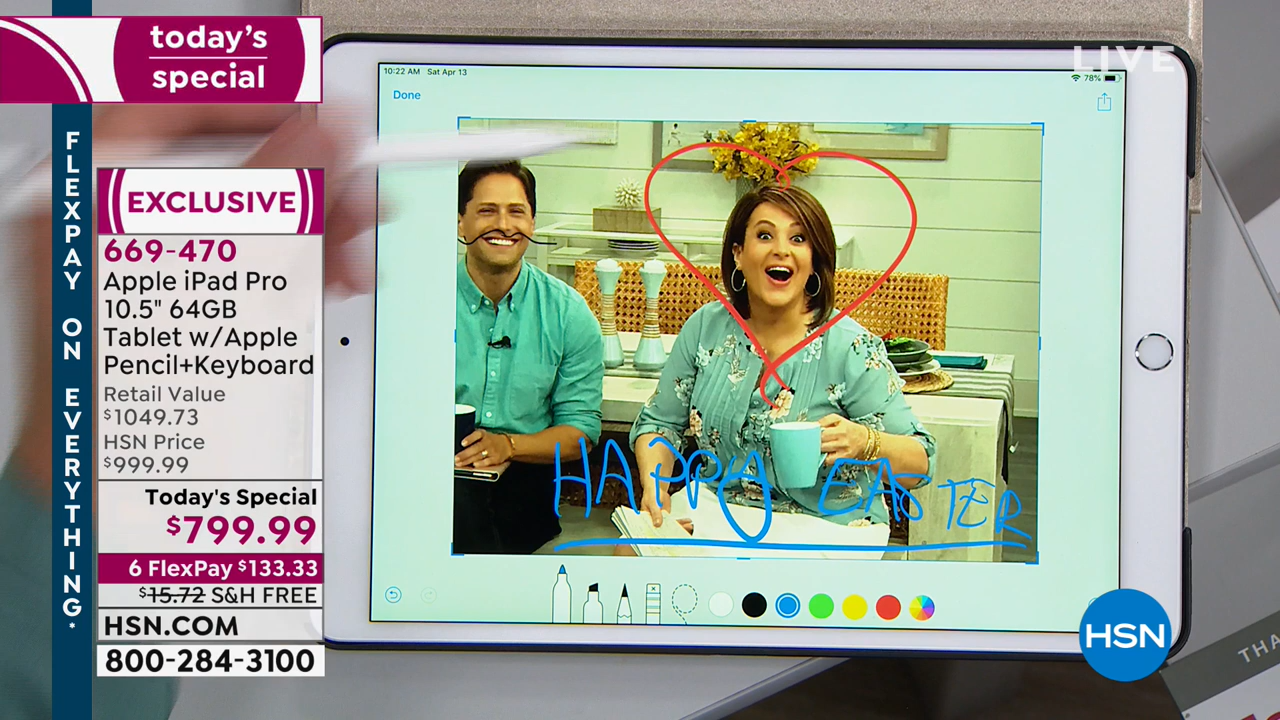 today's
special
FLEXPAY ON EVERYTHING*
EXCLUSIVE
669-470
Apple iPad Pro
10.5" 64GB
Tablet w/Apple
Pencil+Keyboard
Retail Value
$1049.73
HSN Price
$999.99
Today's Special
$799.99
6 FlexPay $133.33
$15.72 S&H FREE
HSN.COM
800-284-3100
LIVE
10:22 AM Sat Apr 13
78%
Done
HAPPY EASTER
HSN
THA